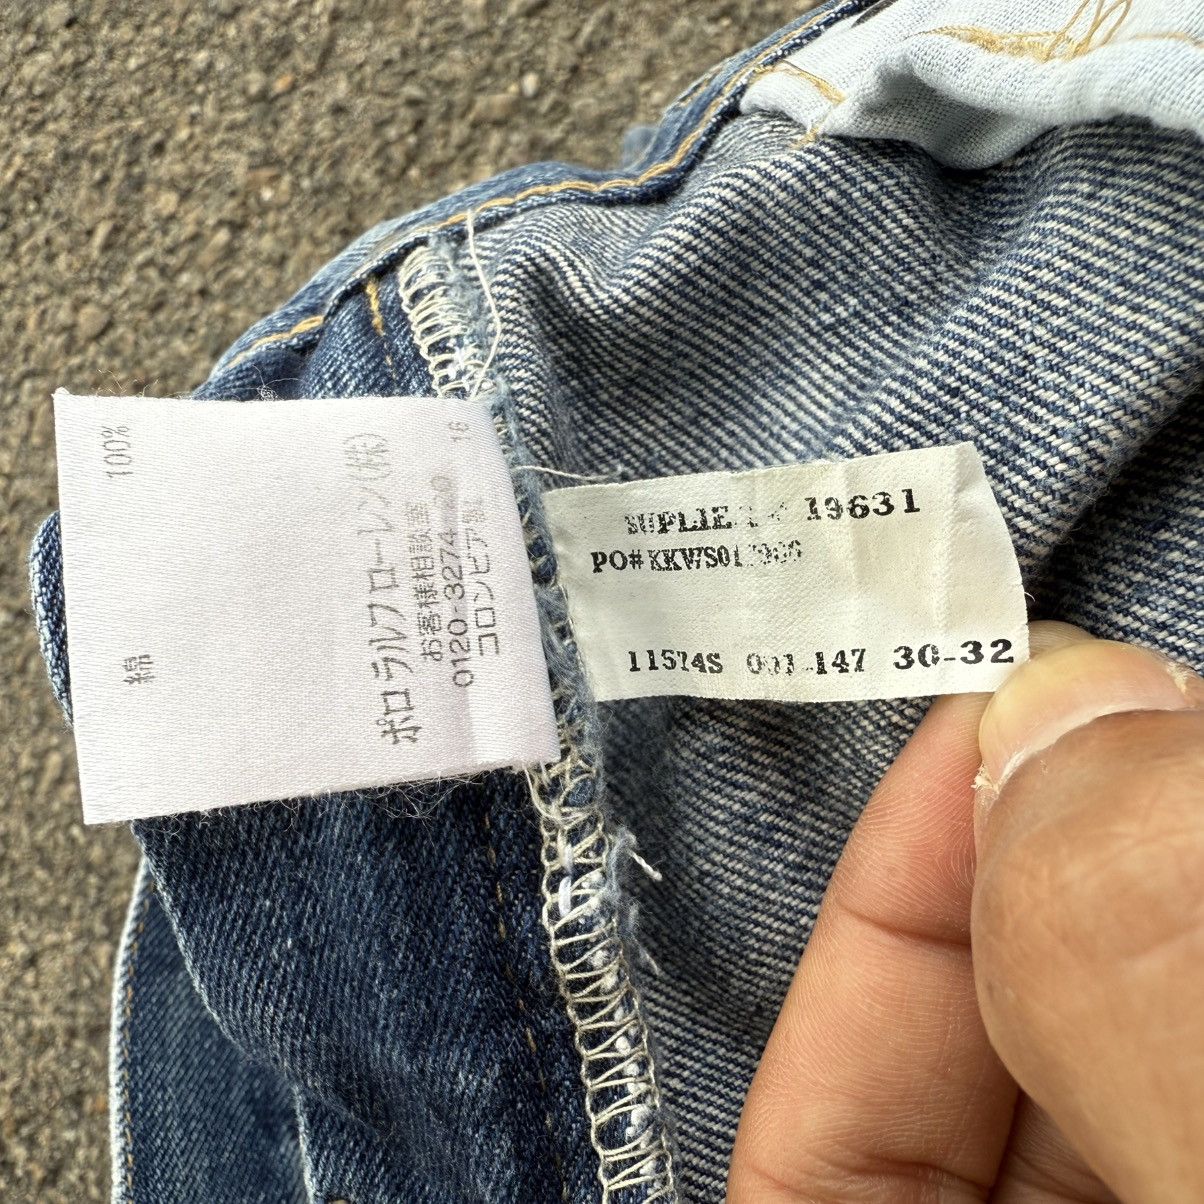 綿 100%
ポロ ラルフ ローレン(株)
お客様相談室
0120-3274
コロンビア製
16
19631
PO#
11574S 001 147 30-32